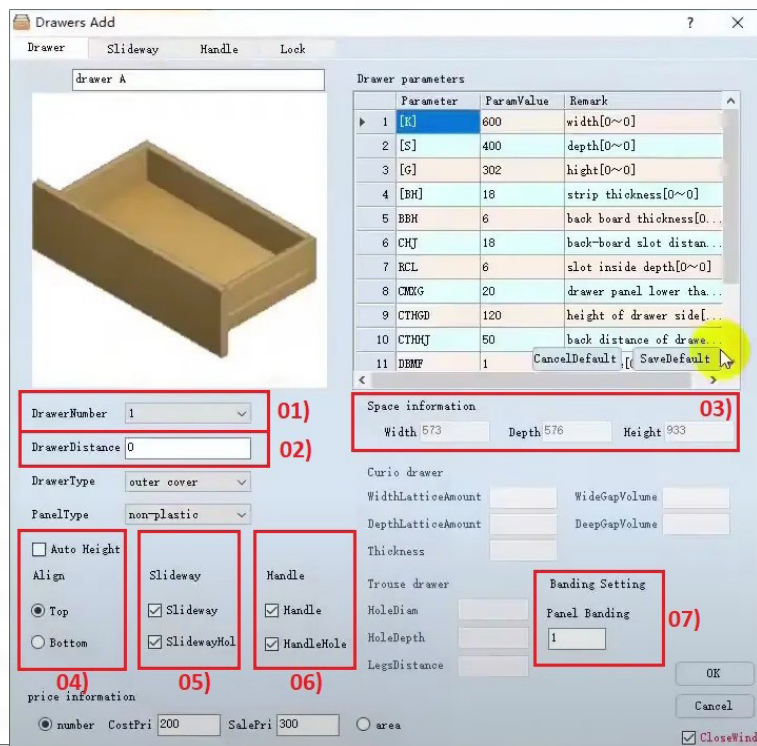 Drawers Add ? ×
Drawer Slideway Handle Lock
drawer A
Drawer parameters
Parameter ParamValue Remark
1 [K] 600 width[0~0]
2 [S] 400 depth[0~0]
3 [G] 302 hight[0~0]
4 [BH] 18 strip thickness[0~0]
5 BBH 6 back board thickness[0...
6 CHJ 18 back-board slot distan...
7 RCL 6 slot inside depth[0~0]
8 CMXG 20 drawer panel lower tha...
9 CTHGD 120 height of drawer side[...
10 CTHHJ 50 back distance of drawe...
11 DBMF 1
CancelDefault SaveDefault
DrawerNumber 1 01)
DrawerDistance 0 02)
DrawerType outer cover
PanelType non-plastic
Space information 03)
Width 573 Depth 576 Height 933
Curio drawer
WidthLatticeAmount WideGapVolume
DepthLatticeAmount DeepGapVolume
Thickness
Auto Height
Align
Top
Bottom
04)
Slideway
Slideway
SlidewayHol
05)
Handle
Handle
HandleHole
06)
Trouse drawer
HoleDiam
HoleDepth
LegsDistance
Banding Setting
Panel Banding
1
07)
price information
number CostPri 200 SalePri 300 area
OK
Cancel
CloseWind